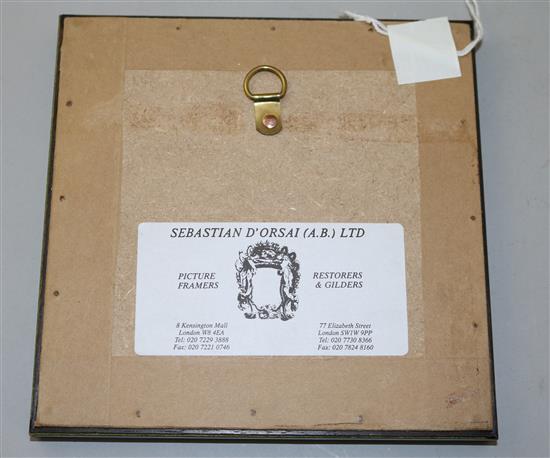 SEBASTIAN D'ORSAI (A.B.) LTD
PICTURE
FRAMERS
RESTORERS
& GILDERS
8 Kensington Mall
London W8 4EA
Tel: 020 7229 3888
Fax: 020 7221 0746
77 Elizabeth Street
London SW1W 9PP
Tel: 020 7730 8366
Fax: 020 7824 8160